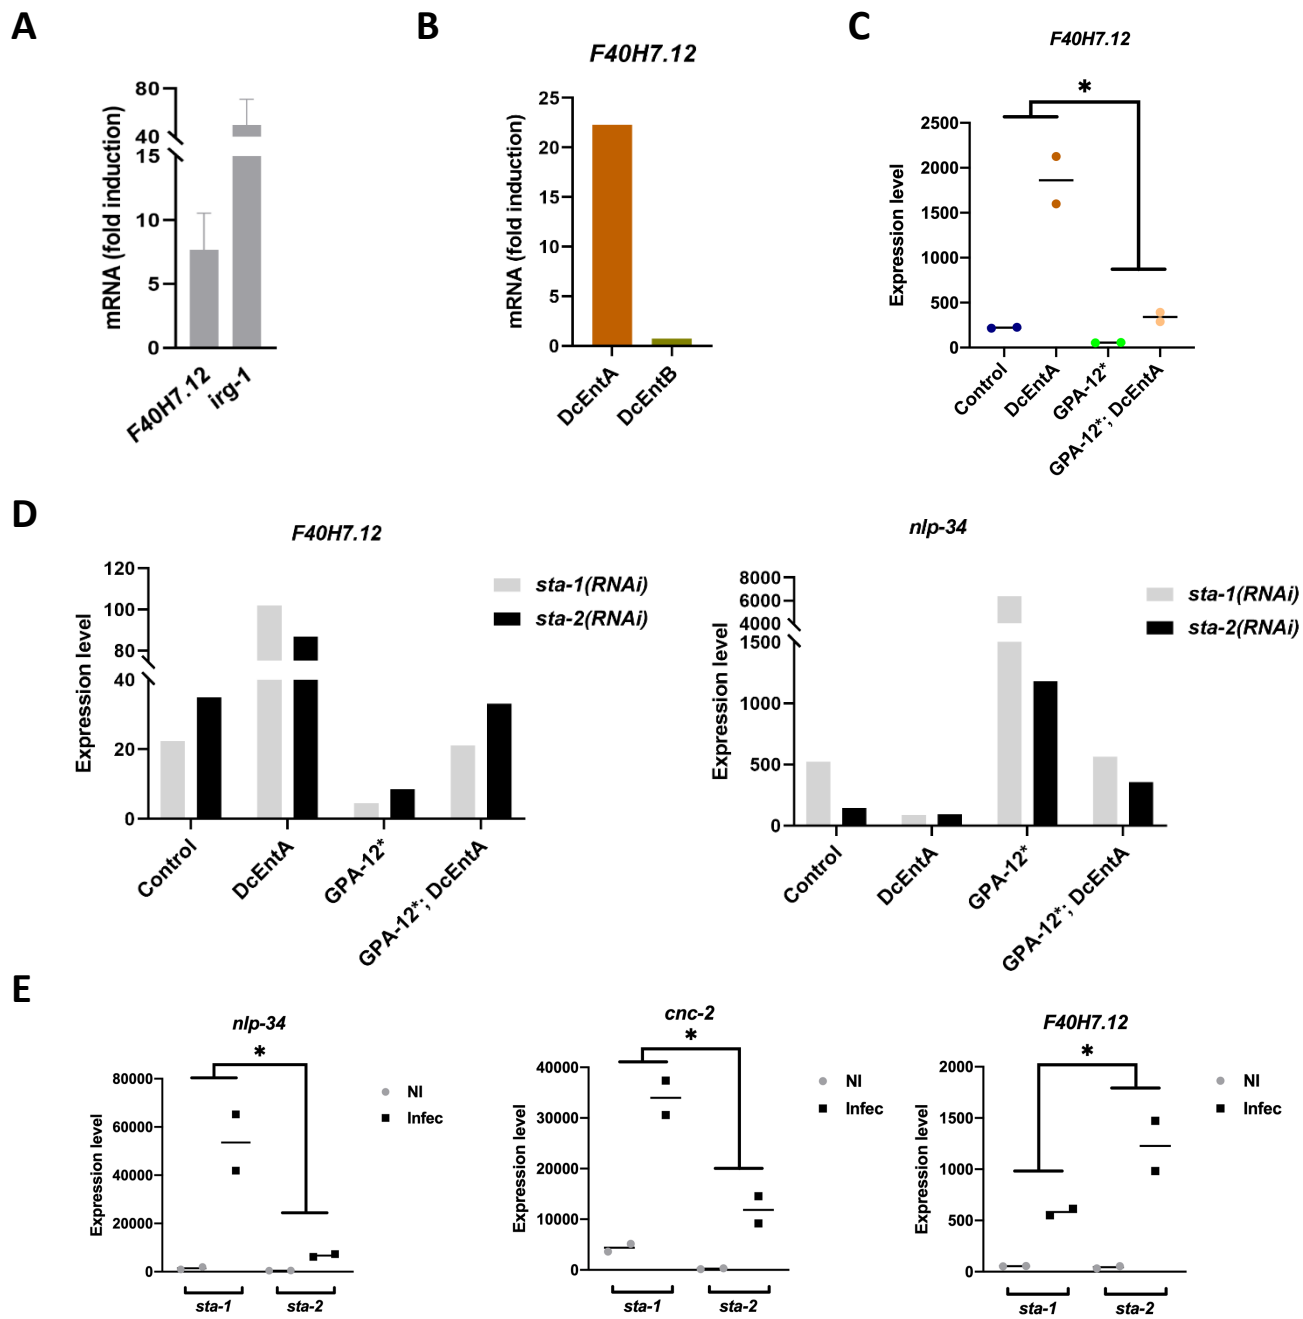 A
80
40
15
10
5
0
mRNA (fold induction)
F40H7.12
irg-1
B
F40H7.12
25
20
15
10
5
0
mRNA (fold induction)
DcEntA
DcEntB
C
F40H7.12
*
2500
2000
1500
1000
500
0
Expression level
Control
DcEntA
GPA-12*
GPA-12*; DcEntA
D
F40H7.12
120
100
80
40
20
0
Expression level
sta-1(RNAi)
sta-2(RNAi)
Control
DcEntA
GPA-12*
GPA-12*; DcEntA
nlp-34
8000
6000
4000
1500
1000
500
0
Expression level
sta-1(RNAi)
sta-2(RNAi)
Control
DcEntA
GPA-12*
GPA-12*; DcEntA
E
nlp-34
*
80000
60000
40000
20000
0
Expression level
NI
Infec
sta-1
sta-2
cnc-2
*
40000
30000
20000
10000
0
Expression level
NI
Infec
sta-1
sta-2
F40H7.12
*
2000
1500
1000
500
0
Expression level
NI
Infec
sta-1
sta-2